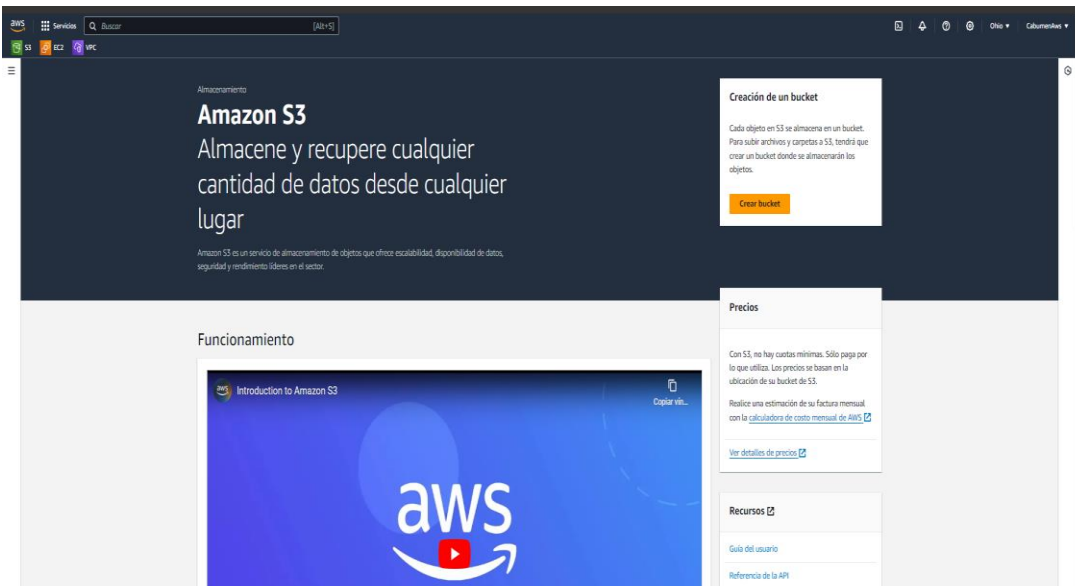 aws
Servicios
Buscar
[Alt+S]
Ohio
CabumenAws
S3
EC2
VPC
Almacenamiento
Amazon S3
Almacene y recupere cualquier
cantidad de datos desde cualquier
lugar
Amazon S3 es un servicio de almacenamiento de objetos que ofrece escalabilidad, disponibilidad de datos,
seguridad y rendimiento líderes en el sector.
Creación de un bucket
Cada objeto en S3 se almacena en un bucket.
Para subir archivos y carpetas a S3, tendrá que
crear un bucket donde se almacenarán los
objetos.
Crear bucket
Precios
Con S3, no hay cuotas mínimas. Sólo paga por
lo que utiliza. Los precios se basan en la
ubicación de su bucket de S3.
Realice una estimación de su factura mensual
con la calculadora de costo mensual de AWS
Ver detalles de precios
Funcionamiento
aws
Introduction to Amazon S3
Copiar vin...
aws
Recursos
Guía del usuario
Referencia de la API